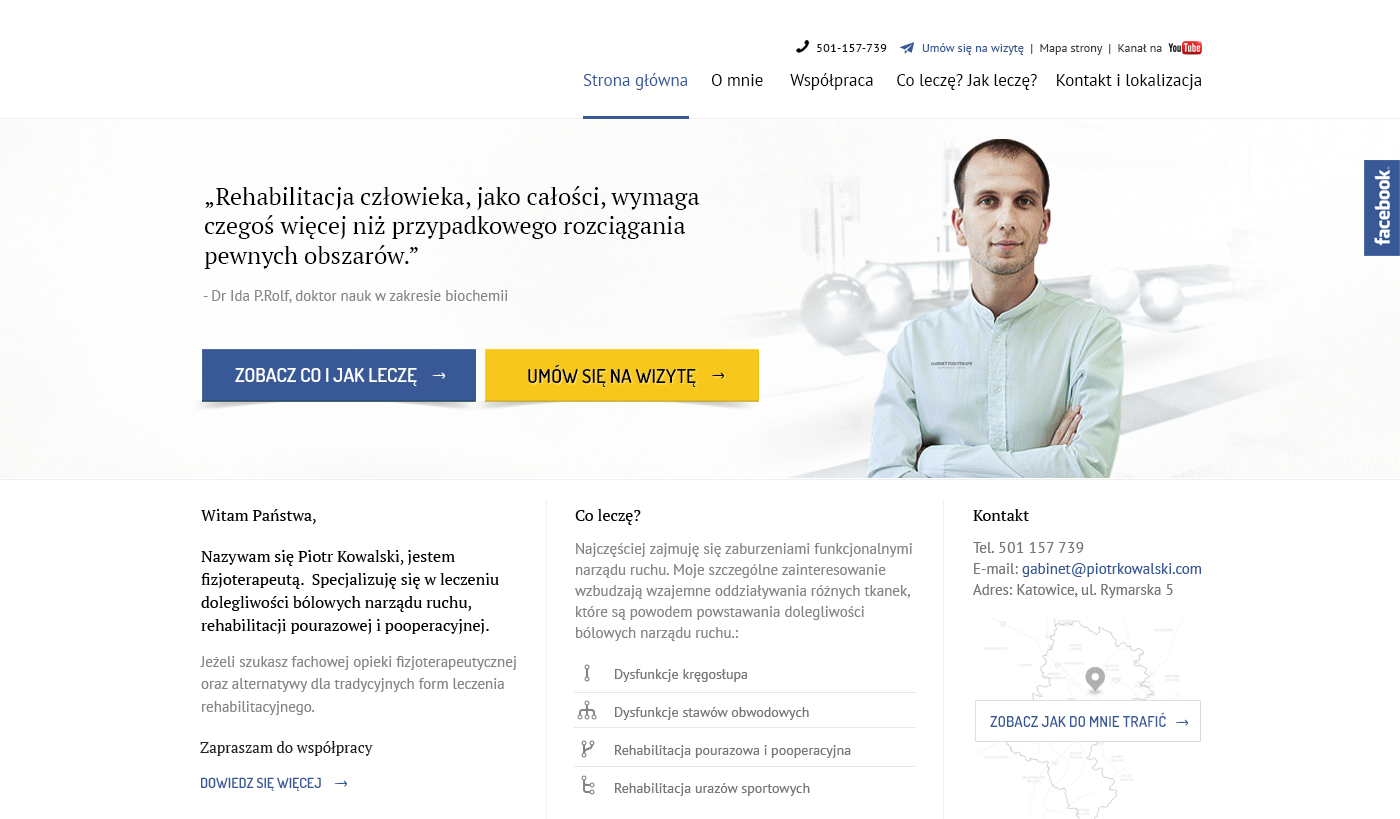 501-157-739 Umów się na wizytę | Mapa strony | Kanał na YouTube
Strona główna O mnie Współpraca Co leczę? Jak leczę? Kontakt i lokalizacja
facebook
„Rehabilitacja człowieka, jako całości, wymaga
czegoś więcej niż przypadkowego rozciągania
pewnych obszarów.”
- Dr Ida P.Rolf, doktor nauk w zakresie biochemii
ZOBACZ CO I JAK LECZĘ →
UMÓW SIĘ NA WIZYTĘ →
Witam Państwa,
Nazywam się Piotr Kowalski, jestem
fizjoterapeutą. Specjalizuję się w leczeniu
dolegliwości bólowych narządu ruchu,
rehabilitacji pourazowej i pooperacyjnej.
Jeżeli szukasz fachowej opieki fizjoterapeutycznej
oraz alternatywy dla tradycyjnych form leczenia
rehabilitacyjnego.
Zapraszam do współpracy
DOWIEDZ SIĘ WIĘCEJ →
Co leczę?
Najczęściej zajmuję się zaburzeniami funkcjonalnymi
narządu ruchu. Moje szczególne zainteresowanie
wzbudzają wzajemne oddziaływania różnych tkanek,
które są powodem powstawania dolegliwości
bólowych narządu ruchu.:
Dysfunkcje kręgosłupa
Dysfunkcje stawów obwodowych
Rehabilitacja pourazowa i pooperacyjna
Rehabilitacja urazów sportowych
Kontakt
Tel. 501 157 739
E-mail: gabinet@piotrkowalski.com
Adres: Katowice, ul. Rymarska 5
ZOBACZ JAK DO MNIE TRAFIĆ →